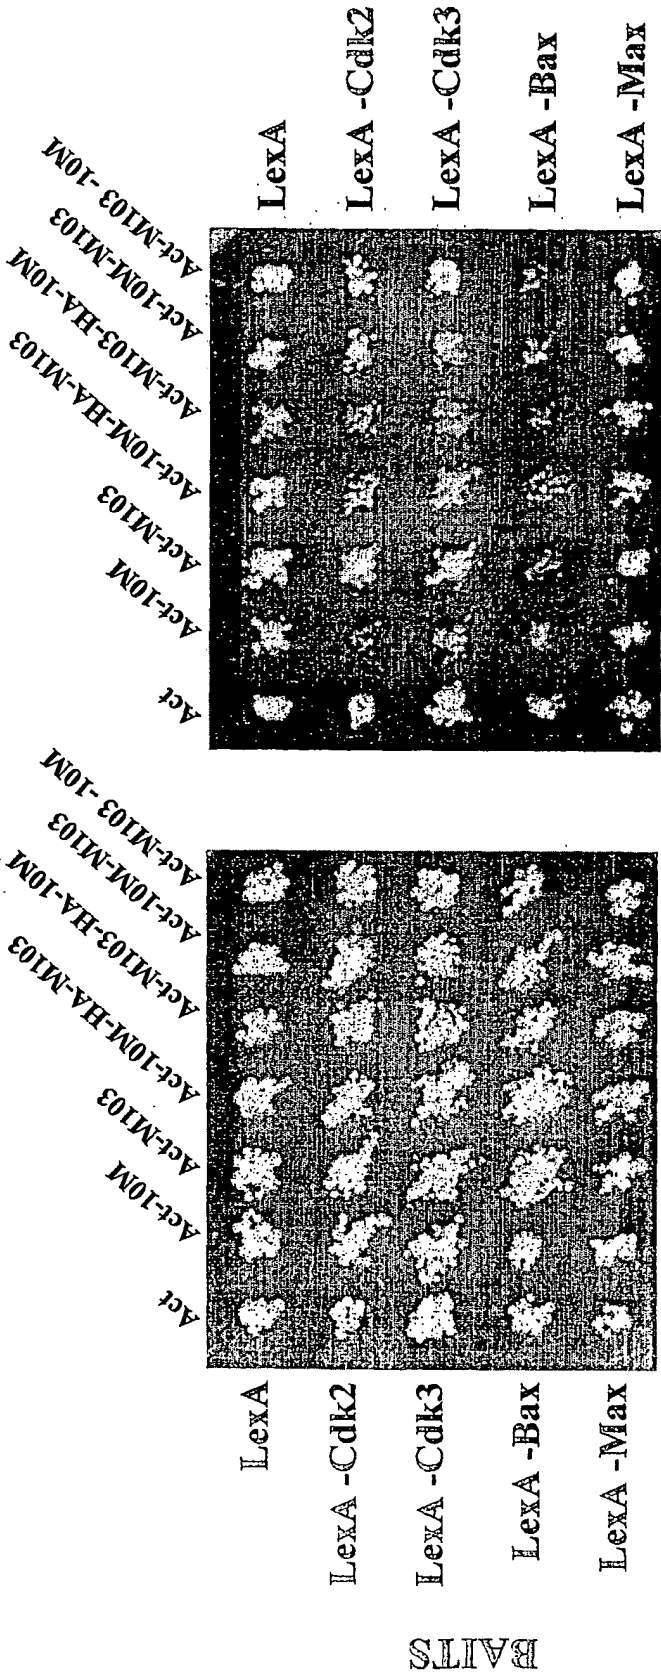 Act
Act-10M
Act-M103
Act-10M-HA-M103
Act-M103-HA-10M
Act-10M-M103
Act-M103 -10M
Act
Act-10M
Act-M103
Act-10M-HA-M103
Act-M103-HA-10M
Act-10M-M103
Act-M103 -10M
BAITS
LexA
LexA -Cdk2
LexA -Cdk3
LexA -Bax
LexA -Max
LexA
LexA -Cdk2
LexA -Cdk3
LexA -Bax
LexA -Max